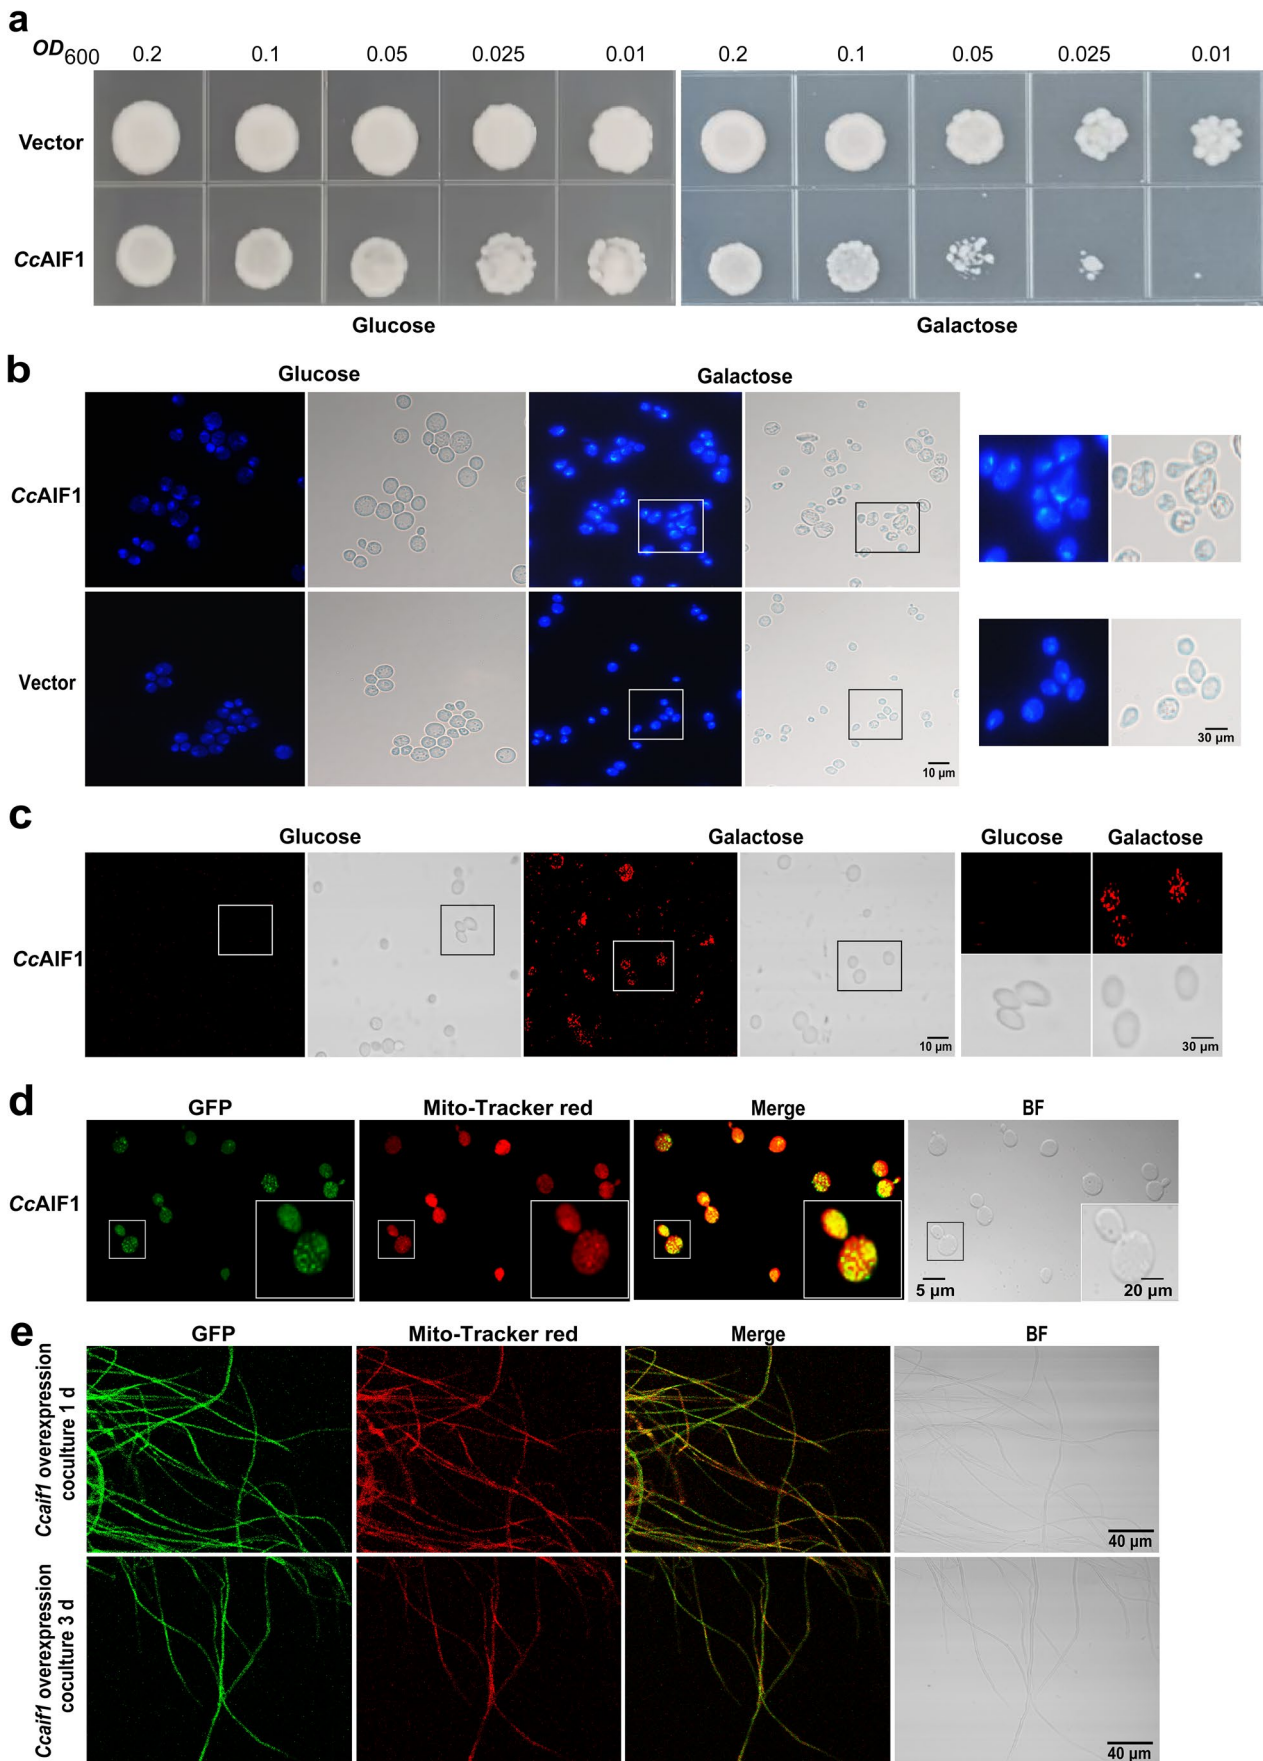 a
OD600 0.2 0.1 0.05 0.025 0.01 0.2 0.1 0.05 0.025 0.01
Vector
CcAIF1
Glucose Galactose
b
Glucose Galactose
CcAIF1
Vector
10 µm
30 µm
c
Glucose Galactose Glucose Galactose
CcAIF1
10 µm
30 µm
d
GFP Mito-Tracker red Merge BF
CcAIF1
5 µm 20 µm
e
GFP Mito-Tracker red Merge BF
Ccaif1 overexpression
coculture 1 d
40 µm
Ccaif1 overexpression
coculture 3 d
40 µm